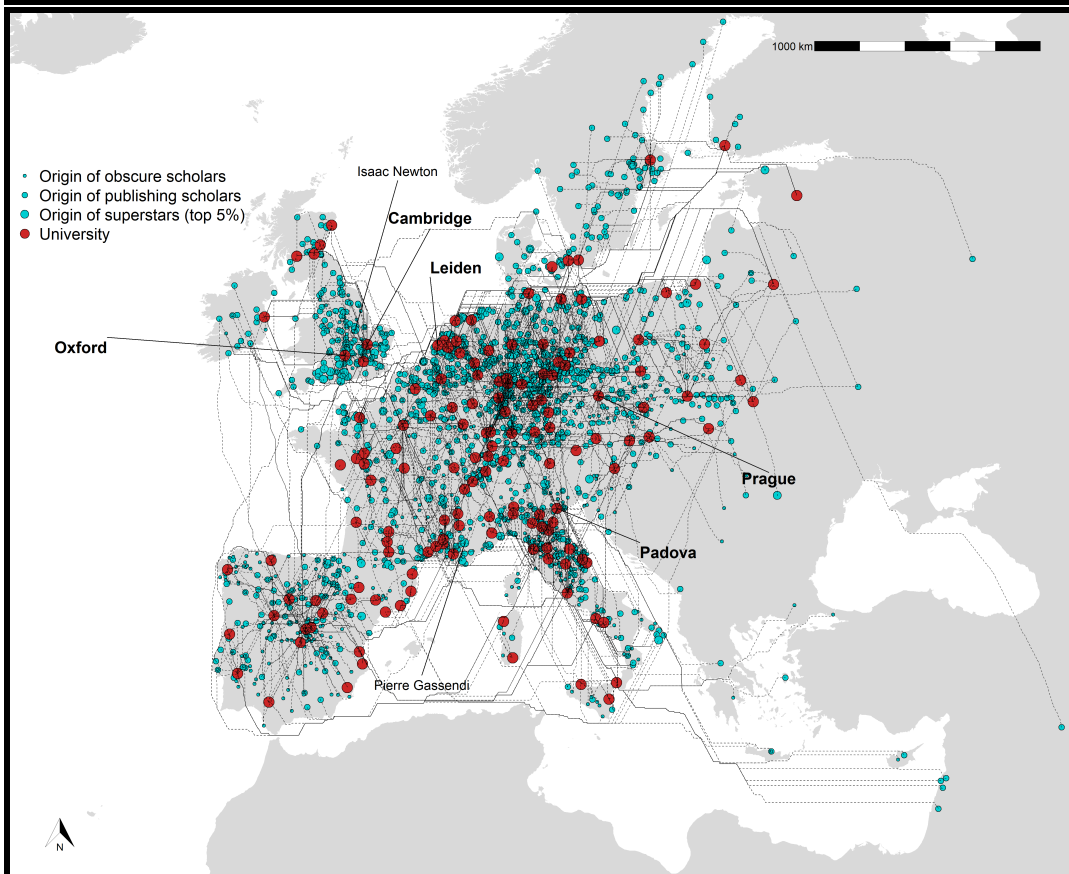 1000 km
Origin of obscure scholars
Origin of publishing scholars
Origin of superstars (top 5%)
University
Isaac Newton
Cambridge
Leiden
Oxford
Prague
Padova
Pierre Gassendi
N